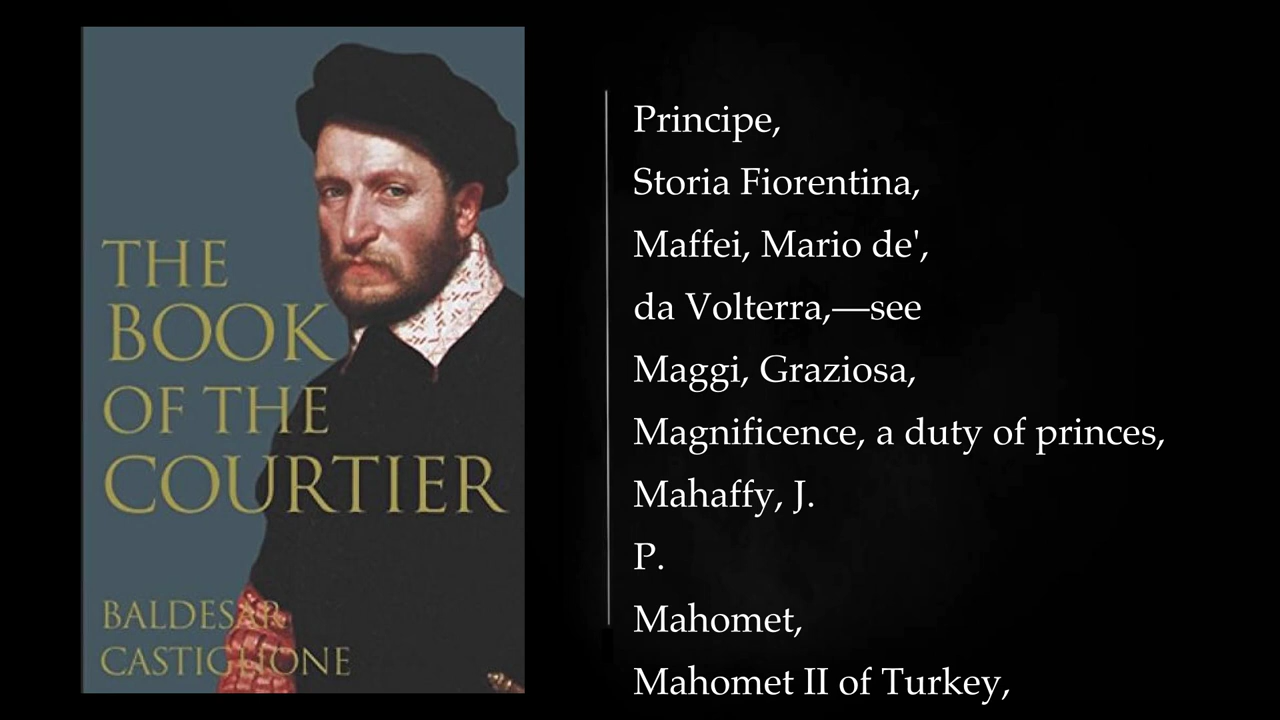 THE
BOOK
OF THE
COURTIER
BALDESAR
CASTIGLIONE
Principe,
Storia Fiorentina,
Maffei, Mario de',
da Volterra,—see
Maggi, Graziosa,
Magnificence, a duty of princes,
Mahaffy, J.
P.
Mahomet,
Mahomet II of Turkey,